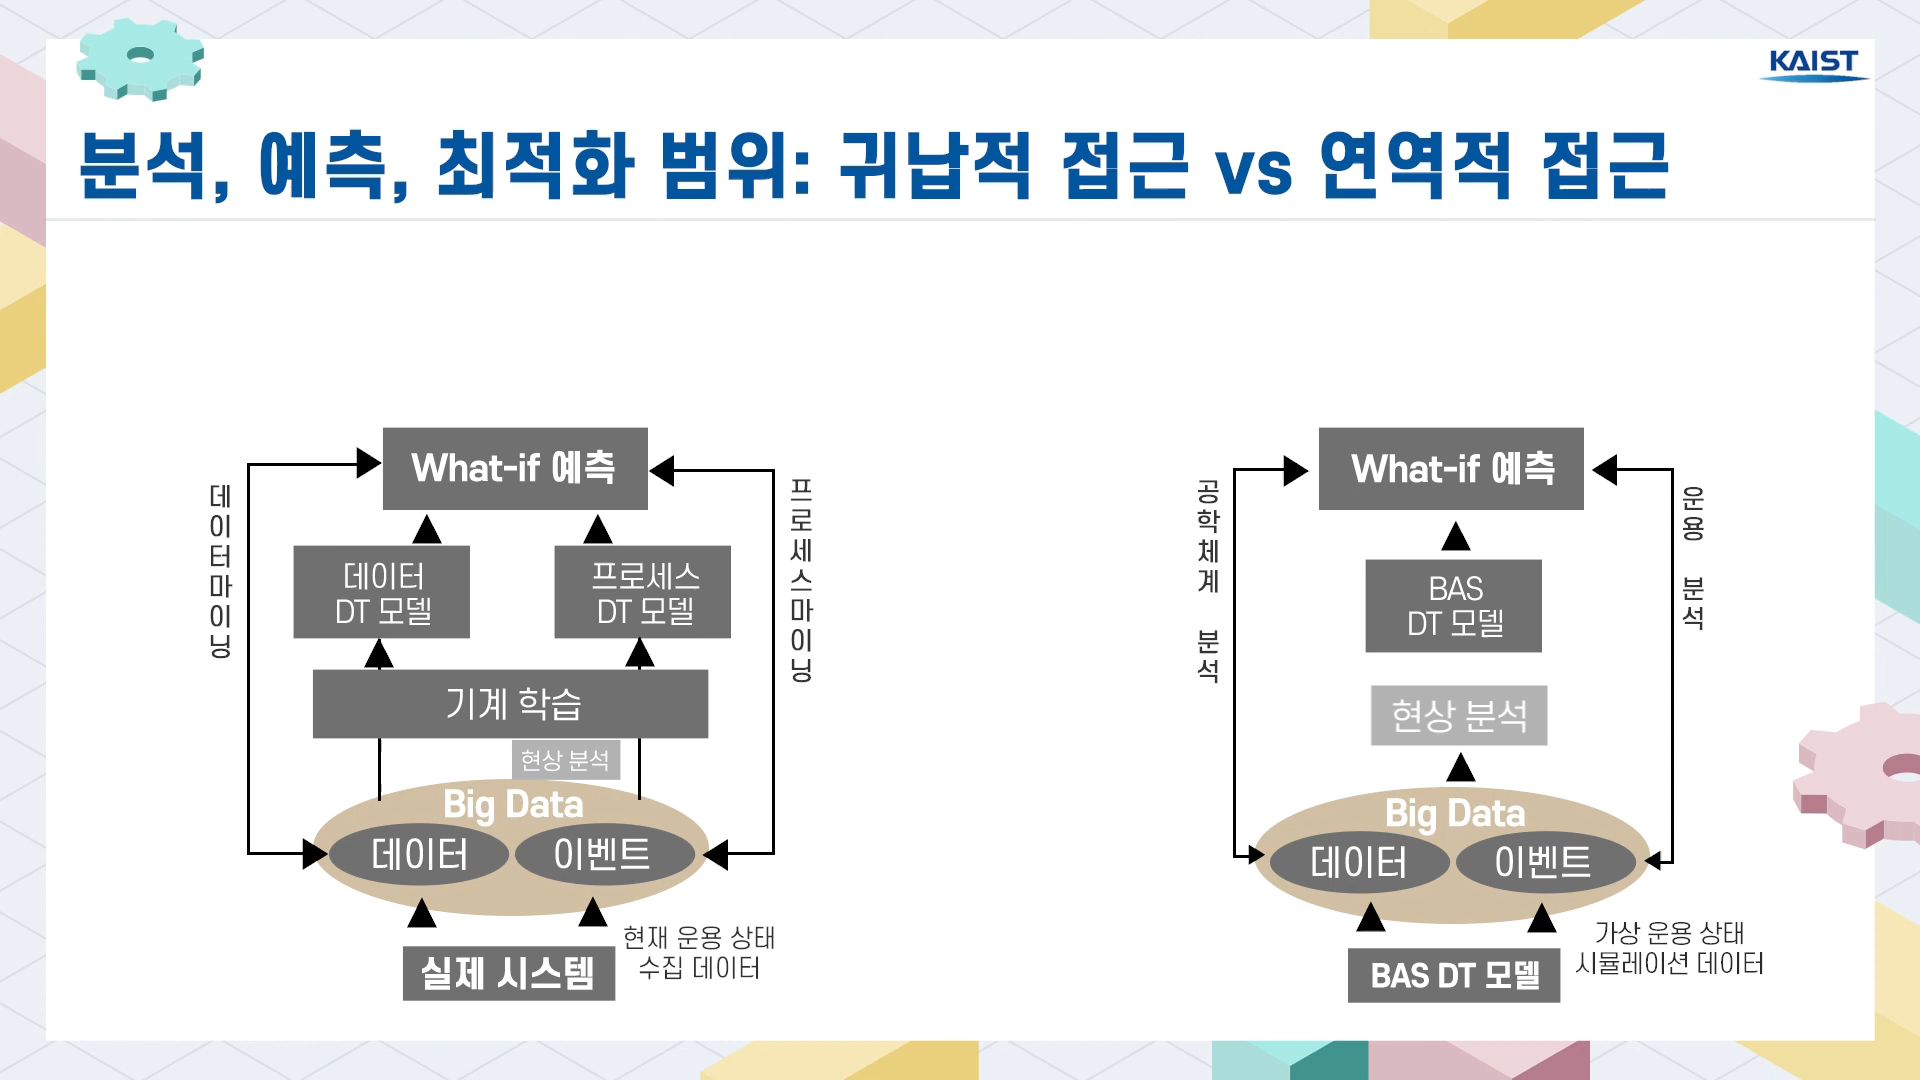 KAIST
분석, 예측, 최적화 범위: 귀납적 접근 vs 연역적 접근
What-if 예측
데이터마이닝
프로세스마이닝
데이터
DT 모델
프로세스
DT 모델
기계 학습
현상 분석
Big Data
데이터
이벤트
현재 운용 상태
수집 데이터
실제 시스템
What-if 예측
공학체계 분석
운용 분석
BAS
DT 모델
현상 분석
Big Data
데이터
이벤트
가상 운용 상태
시뮬레이션 데이터
BAS DT 모델